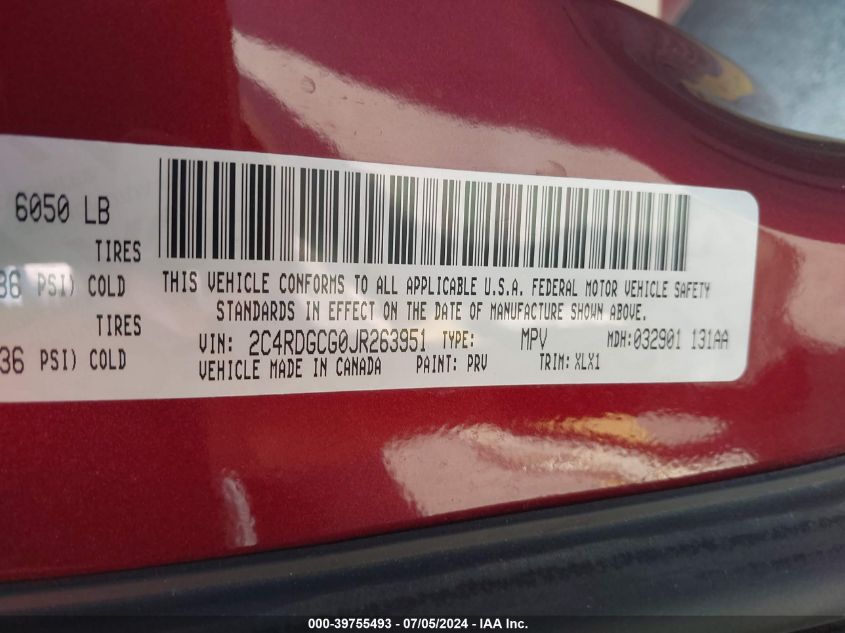 6050 LB
TIRES
36 PSI) COLD
TIRES
36 PSI) COLD
THIS VEHICLE CONFORMS TO ALL APPLICABLE U.S.A. FEDERAL MOTOR VEHICLE SAFETY
STANDARDS IN EFFECT ON THE DATE OF MANUFACTURE SHOWN ABOVE.
VIN: 2C4RDGCG0JR263951 TYPE: MPV MDH:032901 131AA
VEHICLE MADE IN CANADA PAINT: PRV TRIM: XLX1
000-39755493 - 07/05/2024 - IAA Inc.